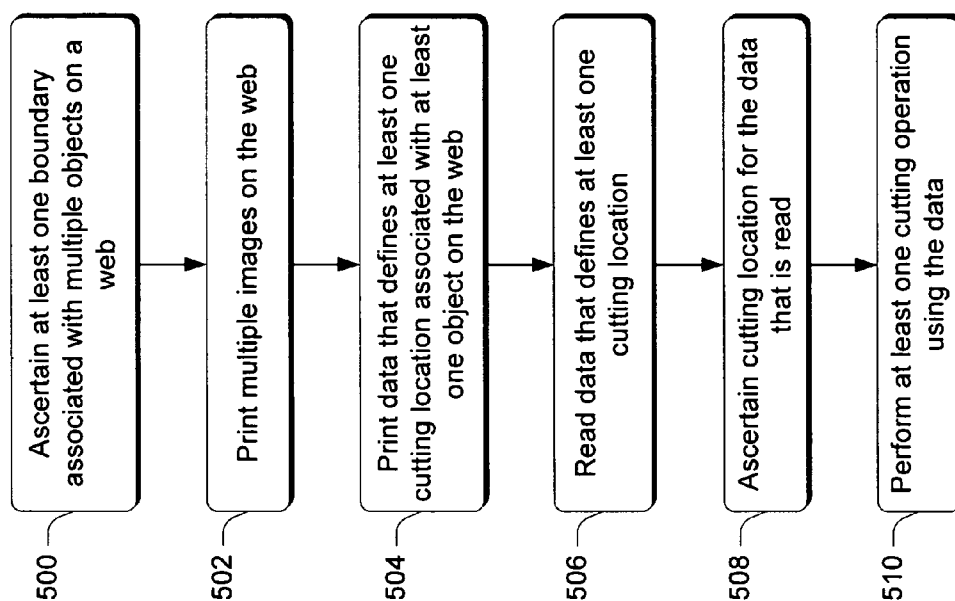 500
Ascertain at least one boundary
associated with multiple objects on a
web
502
Print multiple images on the web
504
Print data that defines at least one
cutting location associated with at least
one object on the web
506
Read data that defines at least one
cutting location
508
Ascertain cutting location for the data
that is read
510
Perform at least one cutting operation
using the data